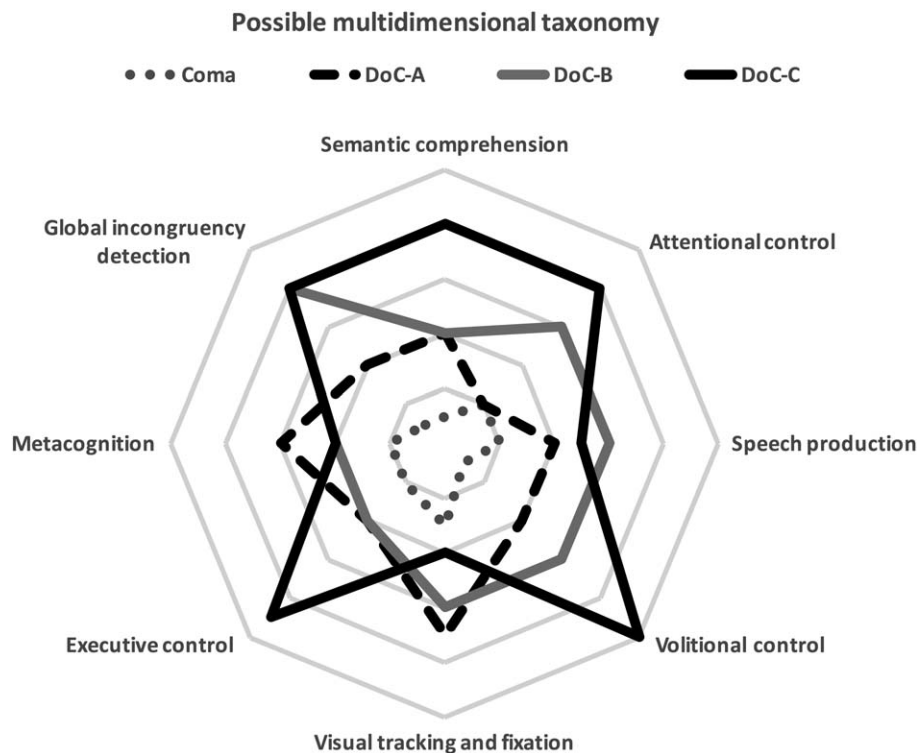 Possible multidimensional taxonomy
Coma DoC-A DoC-B DoC-C
Semantic comprehension
Global incongruency
detection
Attentional control
Metacognition
Speech production
Executive control
Volitional control
Visual tracking and fixation